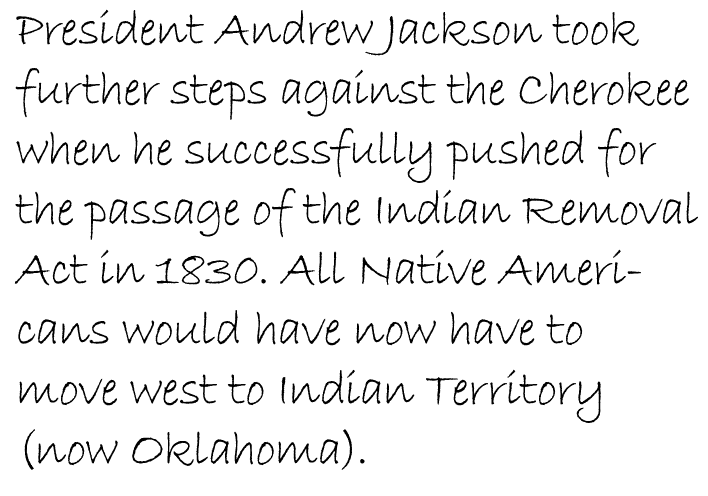 President Andrew Jackson took
further steps against the Cherokee
when he successfully pushed for
the passage of the Indian Removal
Act in 1830. All Native Ameri-
cans would have now have to
move west to Indian Territory
(now Oklahoma).